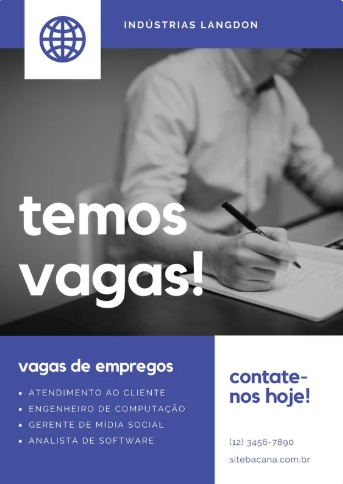 INDÚSTRIAS LANGDON
temos
vagas!
vagas de empregos
• ATENDIMENTO AO CLIENTE
• ENGENHEIRO DE COMPUTAÇÃO
• GERENTE DE MÍDIA SOCIAL
• ANALISTA DE SOFTWARE
contate-
nos hoje!
(12) 3456-7890
sitebacana.com.br